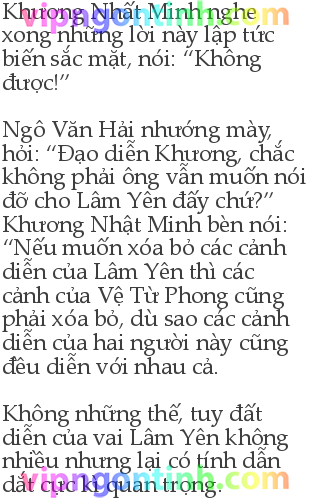 Khương Nhất Minh nghe
xong những lời này lập tức
biến sắc mặt, nói: “Không
được!”
Ngô Văn Hải nhướng mày,
hỏi: “Đạo diễn Khương, chắc
không phải ông vẫn muốn nói
đỡ cho Lâm Yên đấy chứ?”
Khương Nhật Minh bèn nói:
“Nếu muốn xóa bỏ các cảnh
diễn của Lâm Yên thì các
cảnh của Vệ Từ Phong cũng
phải xóa bỏ, dù sao các cảnh
diễn của hai người này cũng
đều diễn với nhau cả.
Không những thế, tuy đất
diễn của vai Lâm Yên không
nhiều nhưng lại có tính dẫn
dắt cực kì quan trọng.
vipngontinh.com
vipngontinh.com